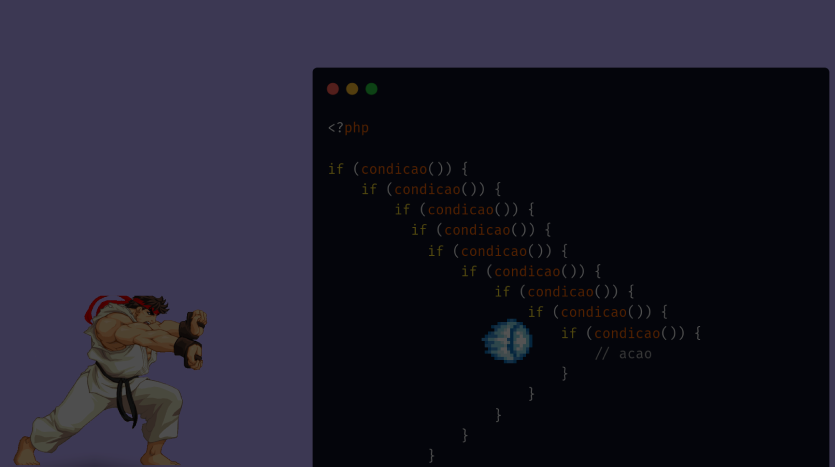 <?php
if (condicao()) {
if (condicao()) {
if (condicao()) {
if (condicao()) {
if (condicao()) {
if (condicao()) {
if (condicao()) {
if (condicao()) {
if (condicao()) {
// acao
}
}
}
}
}